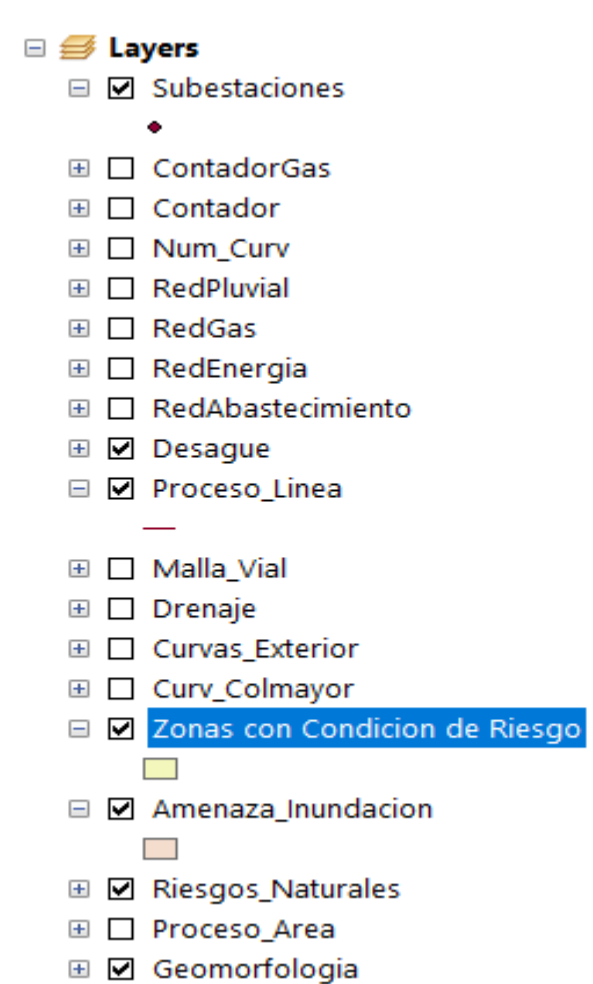 Layers
Subestaciones
ContadorGas
Contador
Num_Curv
RedPluvial
RedGas
RedEnergia
RedAbastecimiento
Desague
Proceso_Linea
Malla_Vial
Drenaje
Curvas_Exterior
Curv_Colmayor
Zonas con Condicion de Riesgo
Amenaza_Inundacion
Riesgos_Naturales
Proceso_Area
Geomorfologia